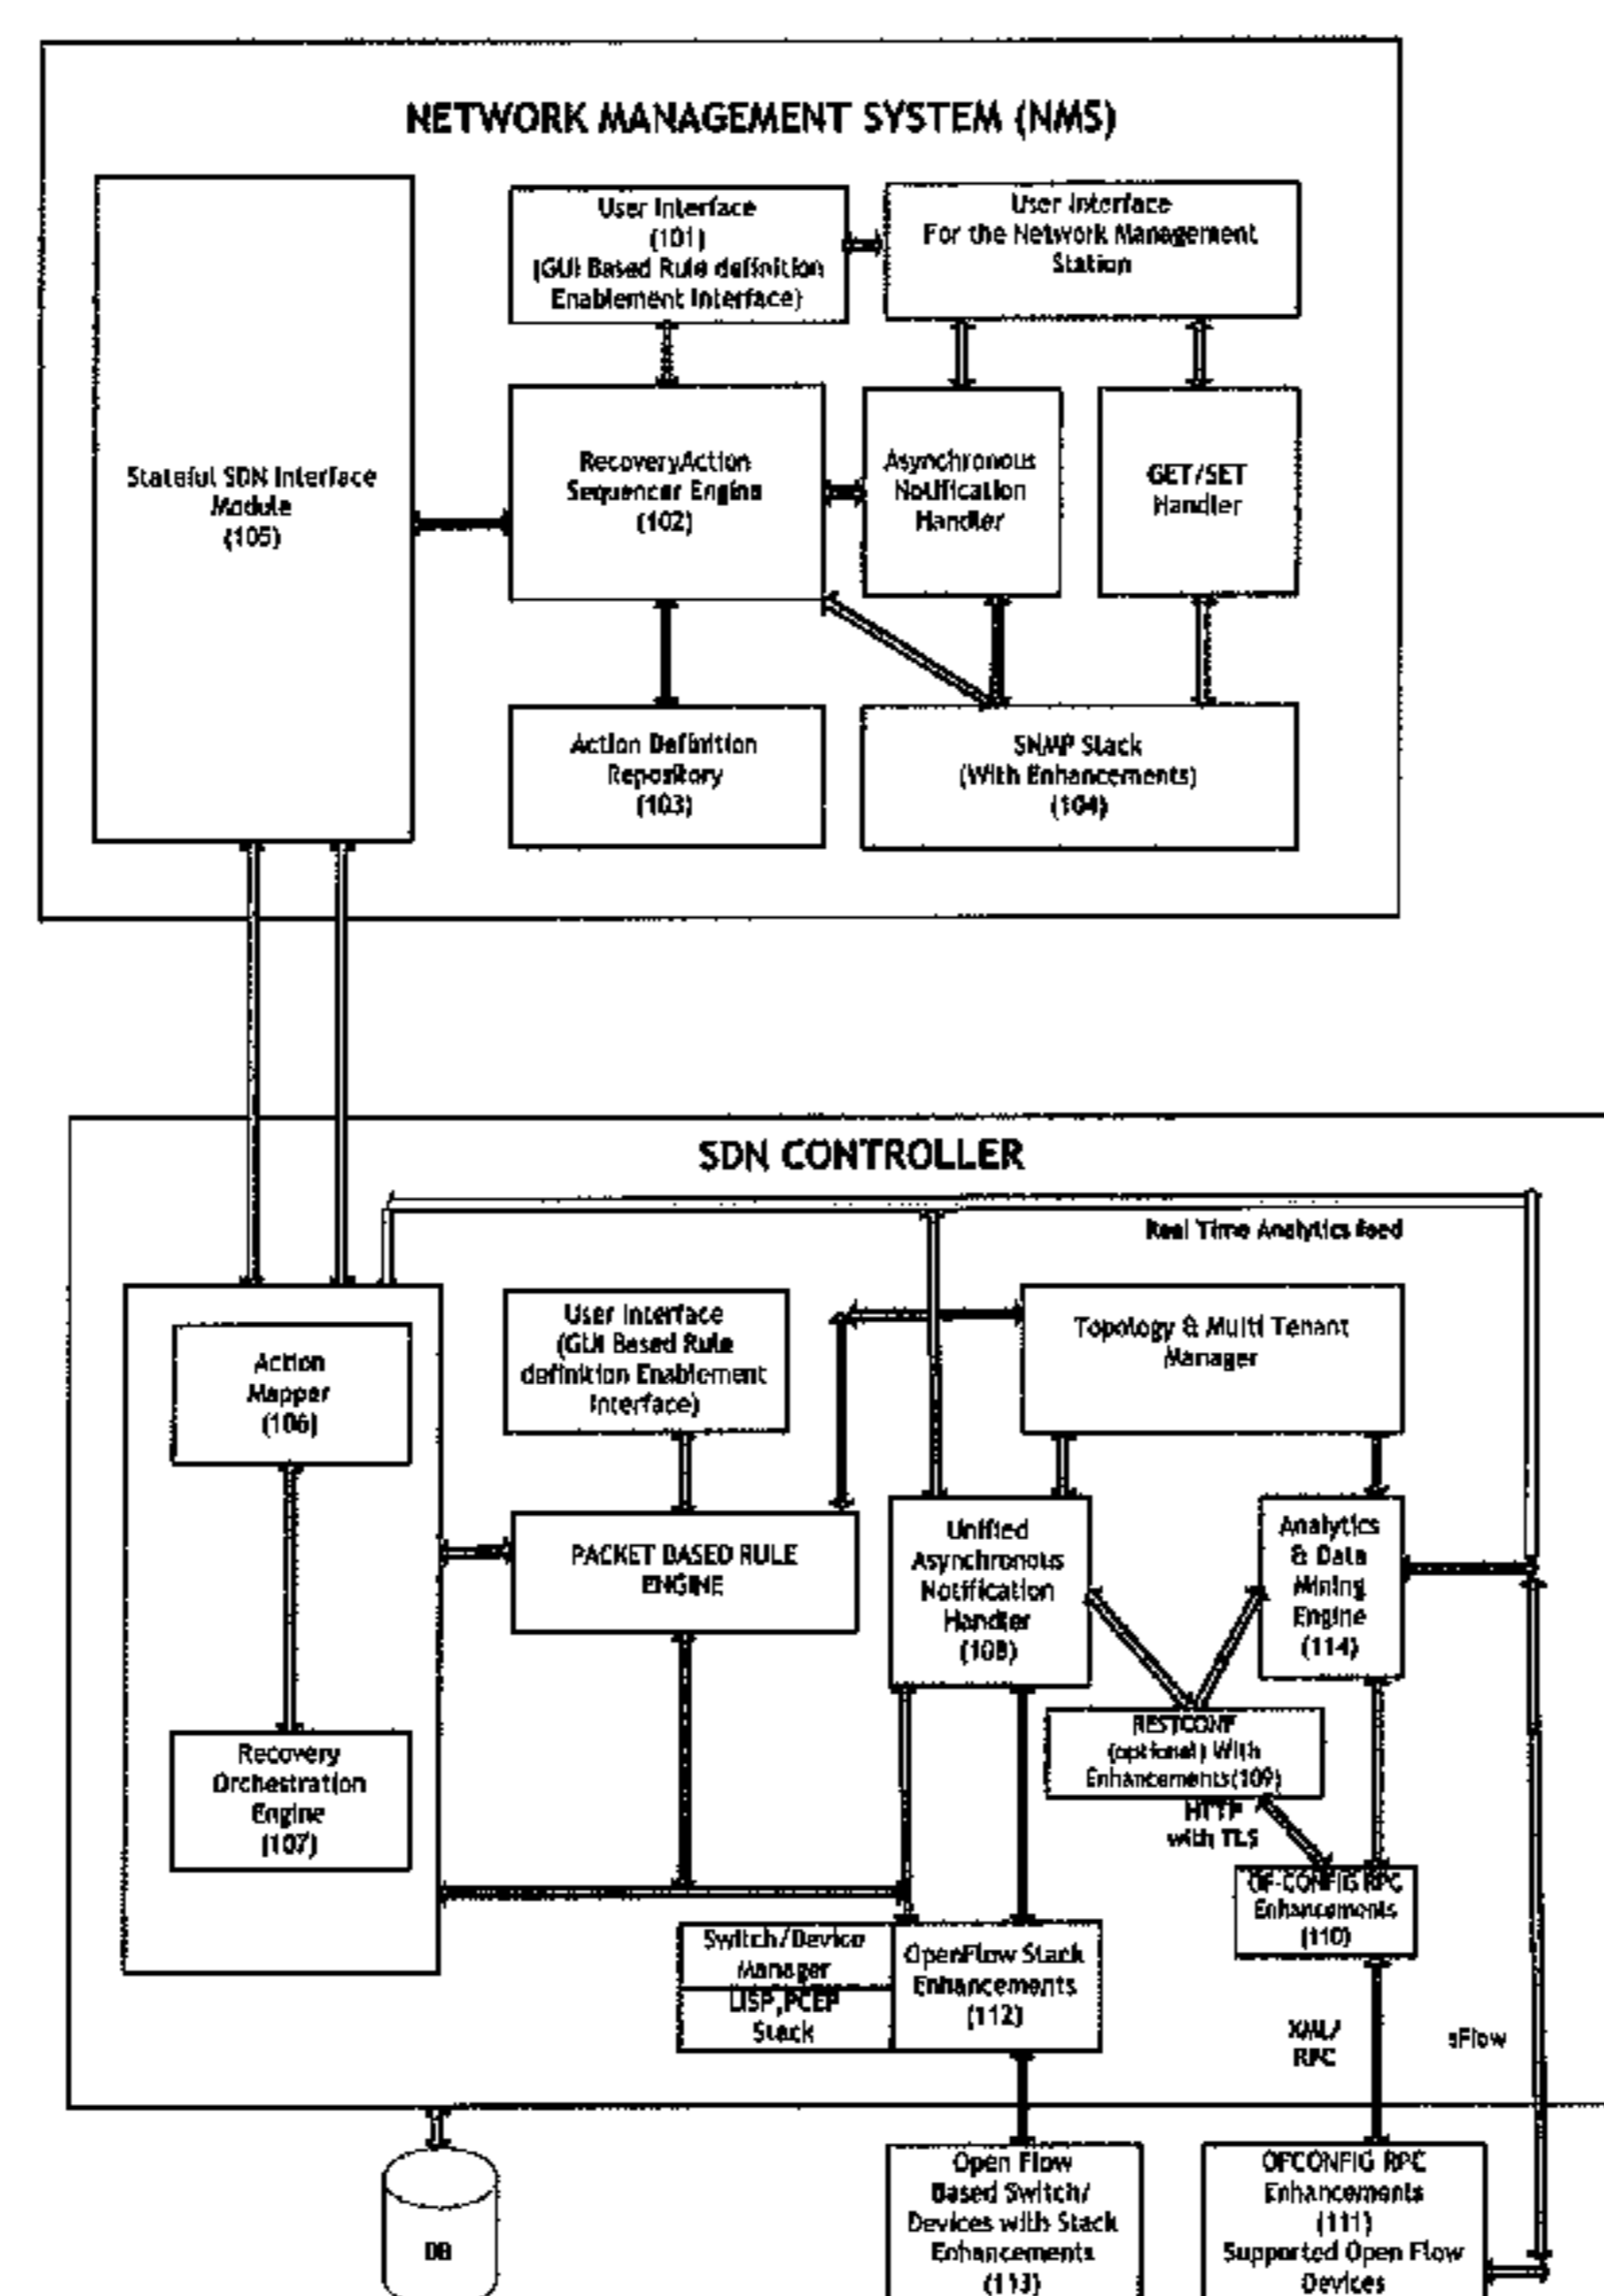 NETWORK MANAGEMENT SYSTEM (NMS)
User Interface
(101)
(GUI Based Rule definition
Enablement Interface)
User Interface
For the Network Management
Station
Stateful SDN Interface
Module
(105)
RecoveryAction
Sequencer Engine
(102)
Asynchronous
Notification
Handler
GET/SET
Handler
Action Definition
Repository
(103)
SNMP Stack
(With Enhancements)
(104)
SDN CONTROLLER
Real Time Analytics feed
Action
Mapper
(106)
User Interface
(GUI Based Rule
definition Enablement
Interface)
Topology & Multi Tenant
Manager
PACKET BASED RULE
ENGINE
Unified
Asynchronous
Notification
Handler
(108)
Analytics
& Data
Mining
Engine
(114)
Recovery
Orchestration
Engine
(107)
RESTCONF
(optional) With
Enhancements(109)
HTTP
with TLS
OF-CONFIG RPC
Enhancements
(110)
Switch/Device
Manager
LISP,PCEP
Stack
OpenFlow Stack
Enhancements
(112)
XML/
RPC
sFlow
DB
Open Flow
Based Switch/
Devices with Stack
Enhancements
(113)
OFCONFIG RPC
Enhancements
(111)
Supported Open Flow
Devices